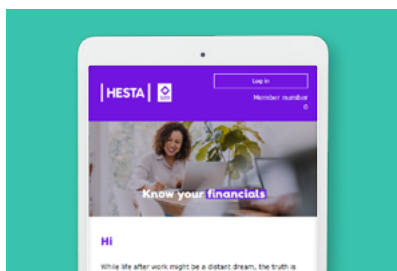 HESTA
Log in
Member number
0
Know your financials
Hi
While life after work might be a distant dream, the truth is